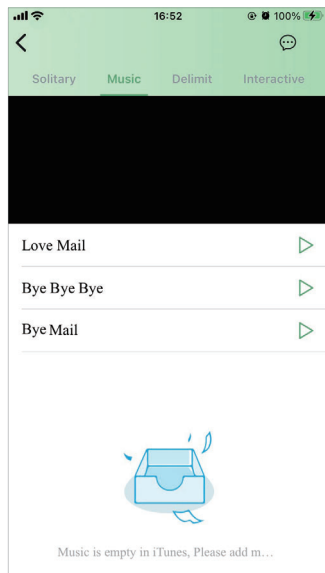 16:52
100%
Solitary Music Delimit Interactive
Love Mail
Bye Bye Bye
Bye Mail
Music is empty in iTunes, Please add m...